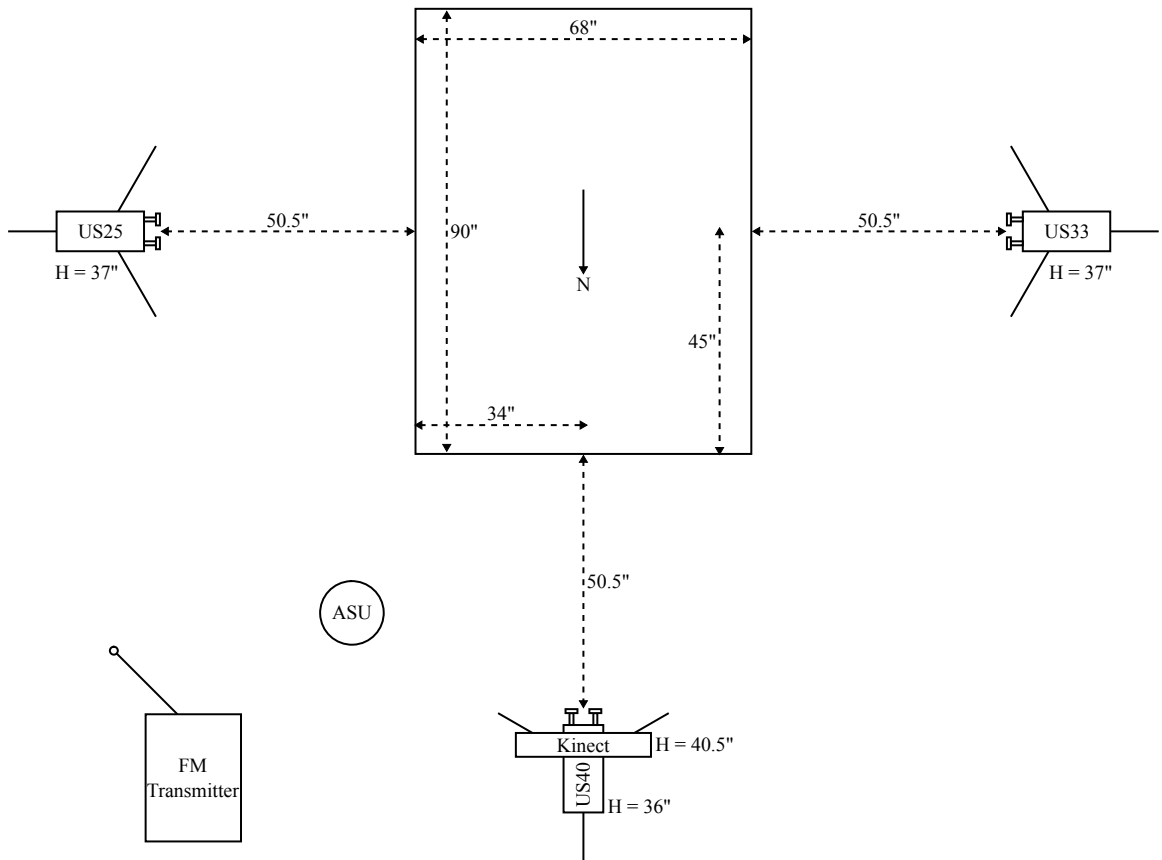 68"
US25
50.5"
90"
50.5"
US33
H = 37"
N
H = 37"
45"
34"
50.5"
ASU
Kinect
H = 40.5"
FM
Transmitter
US40
H = 36"